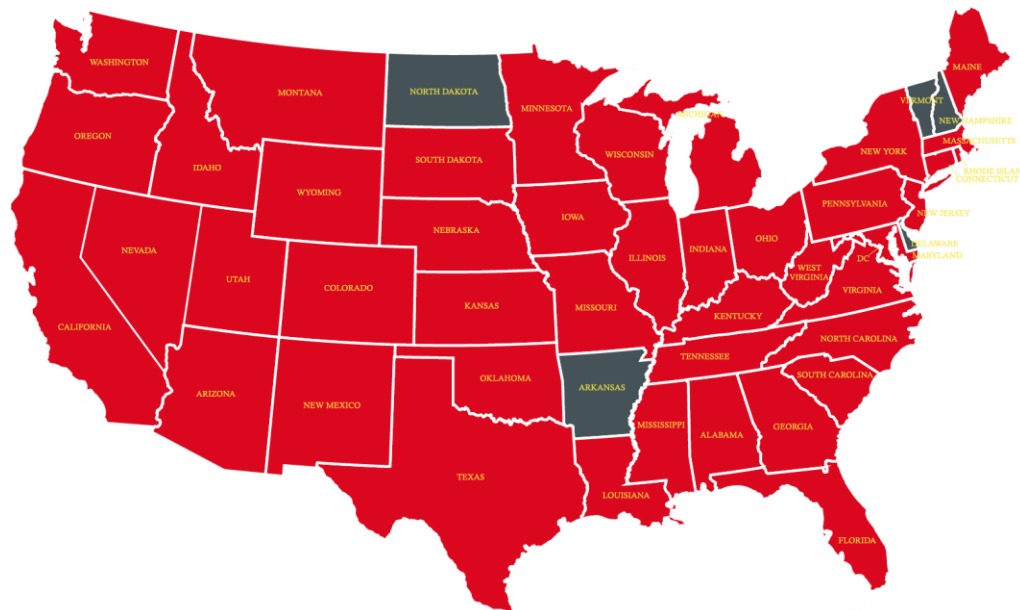 WASHINGTON
MONTANA
NORTH DAKOTA
MINNESOTA
MAINE
VERMONT
NEW HAMPSHIRE
MICHIGAN
OREGON
MASSACHUSETTS
NEW YORK
WISCONSIN
SOUTH DAKOTA
IDAHO
RHODE ISLAN
CONNECTICUT
WYOMING
PENNSYLVANIA
NEW JERSEY
IOWA
NEBRASKA
OHIO
INDIANA
DELAWARE
NEVADA
MARYLAND
ILLINOIS
DC
WEST
VIRGINIA
UTAH
COLORADO
VIRGINIA
KANSAS
MISSOURI
KENTUCKY
CALIFORNIA
NORTH CAROLINA
TENNESSEE
SOUTH CAROLINA
OKLAHOMA
ARKANSAS
ARIZONA
NEW MEXICO
MISSISSIPPI
GEORGIA
ALABAMA
TEXAS
LOUISIANA
FLORIDA